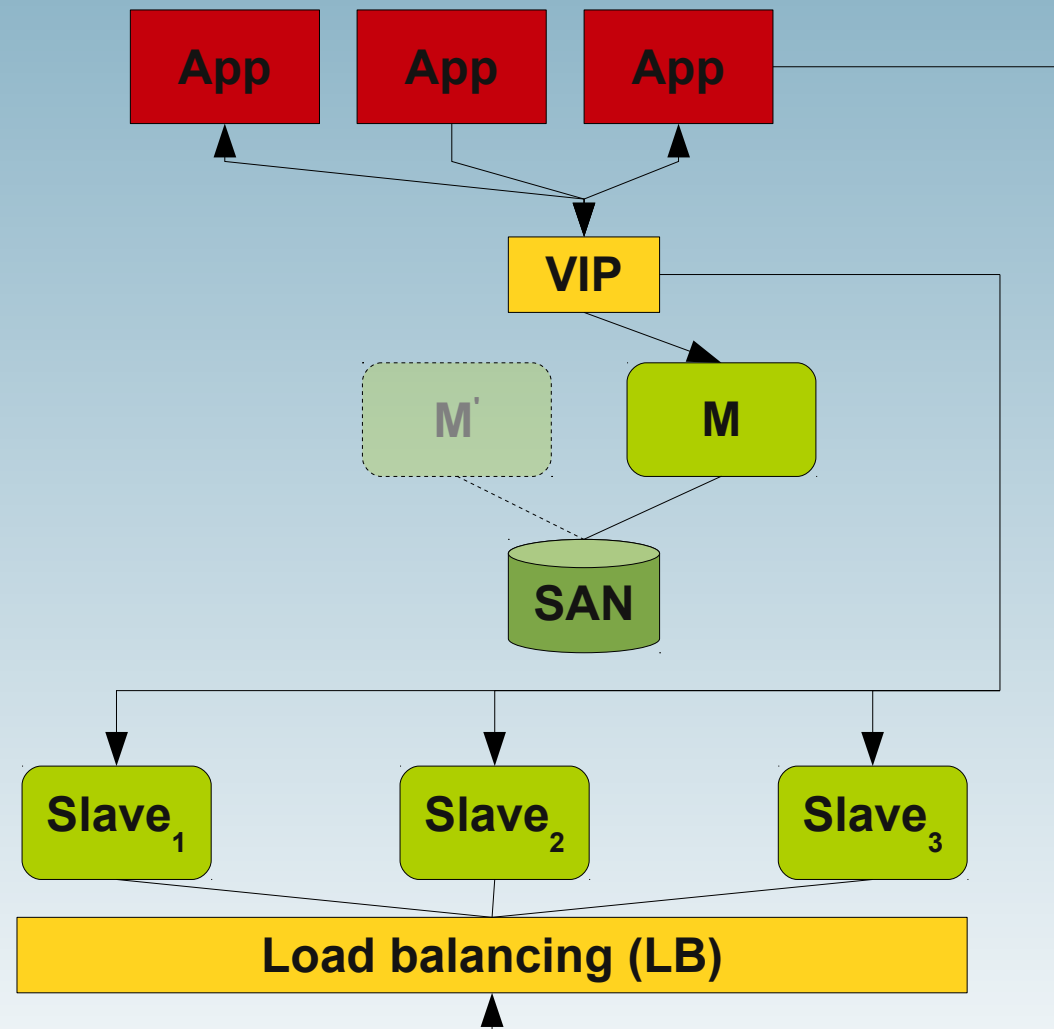 App App App
VIP
M' M
SAN
Slave1 Slave2 Slave3
Load balancing (LB)